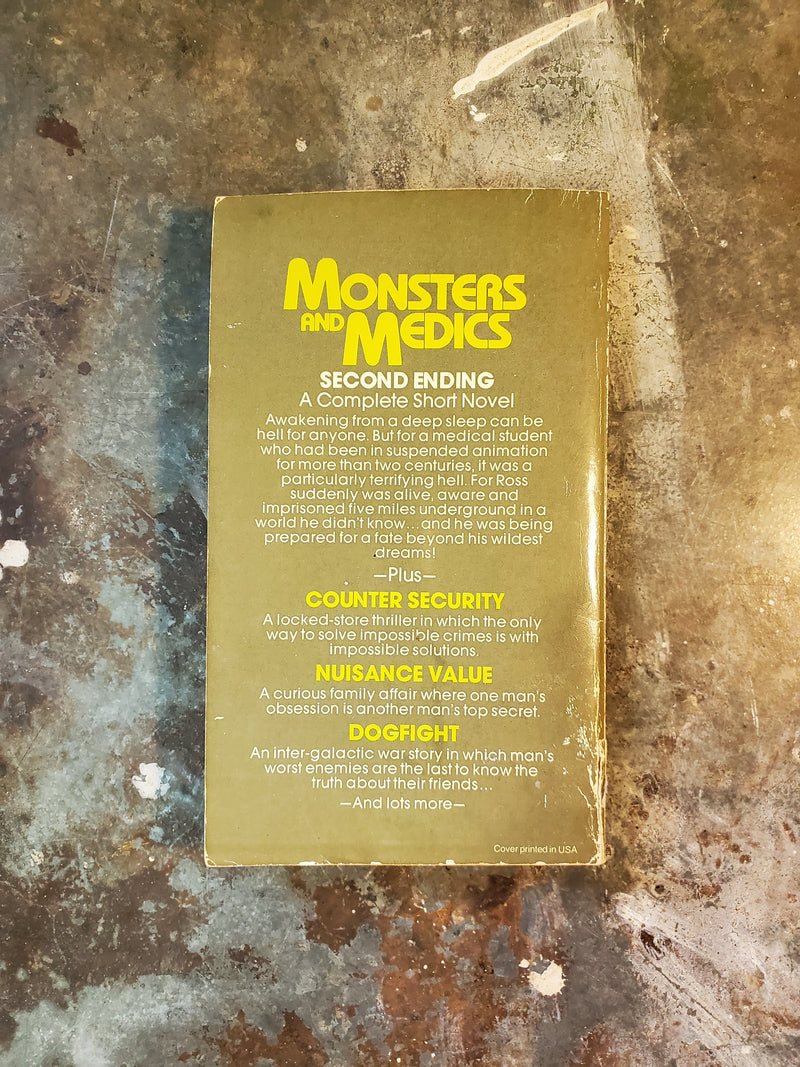 MONSTERS
AND MEDICS
SECOND ENDING
A Complete Short Novel
Awakening from a deep sleep can be
hell for anyone. But for a medical student
who had been in suspended animation
for more than two centuries, it was a
particularly terrifying hell. For Ross
suddenly was alive, aware and
imprisoned five miles underground in a
world he didn't know...and he was being
prepared for a fate beyond his wildest
dreams!
—Plus—
COUNTER SECURITY
A locked-store thriller in which the only
way to solve impossible crimes is with
impossible solutions.
NUISANCE VALUE
A curious family affair where one man's
obsession is another man's top secret.
DOGFIGHT
An inter-galactic war story in which man's
worst enemies are the last to know the
truth about their friends...
—And lots more—
Cover printed in USA